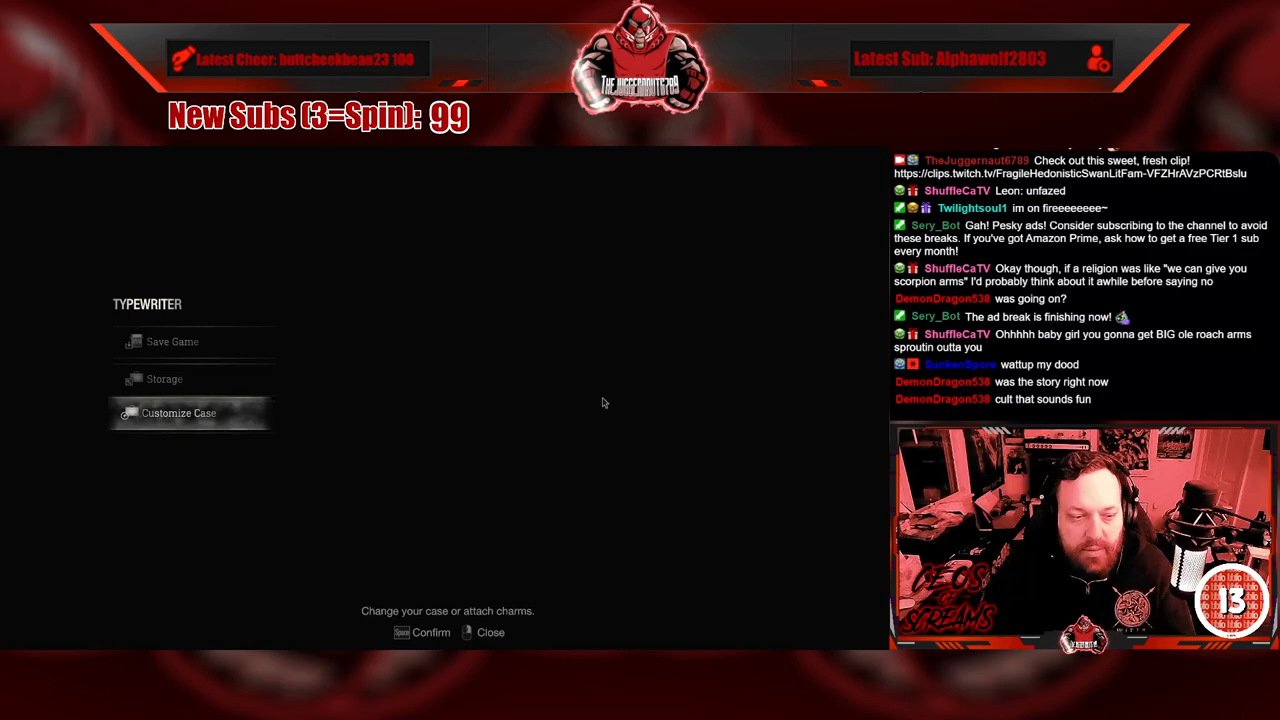 Latest Cheer: buttcheekbeau23 100
THEJUGGERNAUT6789
Latest Sub: Alphawolf2803
New Subs (3=Spin): 99
TheJuggernaut6789 Check out this sweet, fresh clip!
https://clips.twitch.tv/FragileHedonisticSwanLitFam-VFZHrAVzPCRtBslu
ShuffleCaTV Leon: unfazed
Twilightsoul1 im on fireeeeeeee~
Sery_Bot Gah! Pesky ads! Consider subscribing to the channel to avoid
these breaks. If you've got Amazon Prime, ask how to get a free Tier 1 sub
every month!
ShuffleCaTV Okay though, if a religion was like "we can give you
scorpion arms" I'd probably think about it awhile before saying no
DemonDragon538 was going on?
Sery_Bot The ad break is finishing now!
ShuffleCaTV Ohhhhh baby girl you gonna get BIG ole roach arms
sproutin outta you
SunkenSpore wattup my dood
DemonDragon538 was the story right now
DemonDragon538 cult that sounds fun
TYPEWRITER
Save Game
Storage
Customize Case
Change your case or attach charms.
Space Confirm Close
CEOS
OF
SCREAMS
13